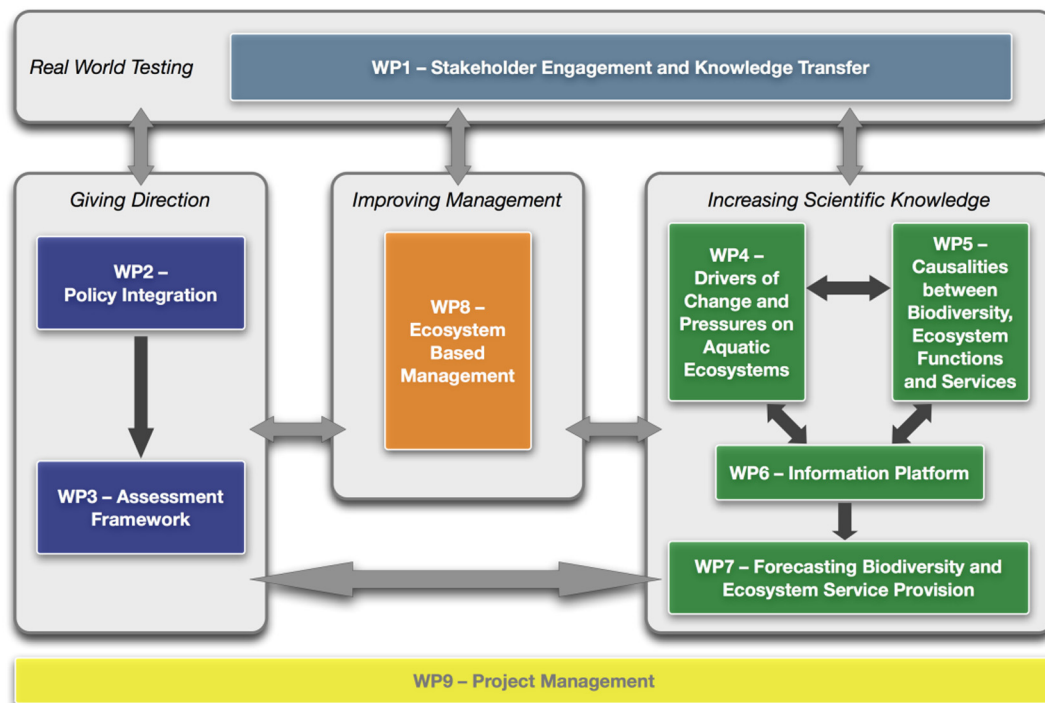 Real World Testing
WP1 – Stakeholder Engagement and Knowledge Transfer
Giving Direction
WP2 –
Policy Integration
WP3 – Assessment
Framework
Improving Management
WP8 –
Ecosystem
Based
Management
Increasing Scientific Knowledge
WP4 –
Drivers of
Change and
Pressures on
Aquatic
Ecosystems
WP5 –
Causalities
between
Biodiversity,
Ecosystem
Functions
and Services
WP6 – Information Platform
WP7 – Forecasting Biodiversity and
Ecosystem Service Provision
WP9 – Project Management